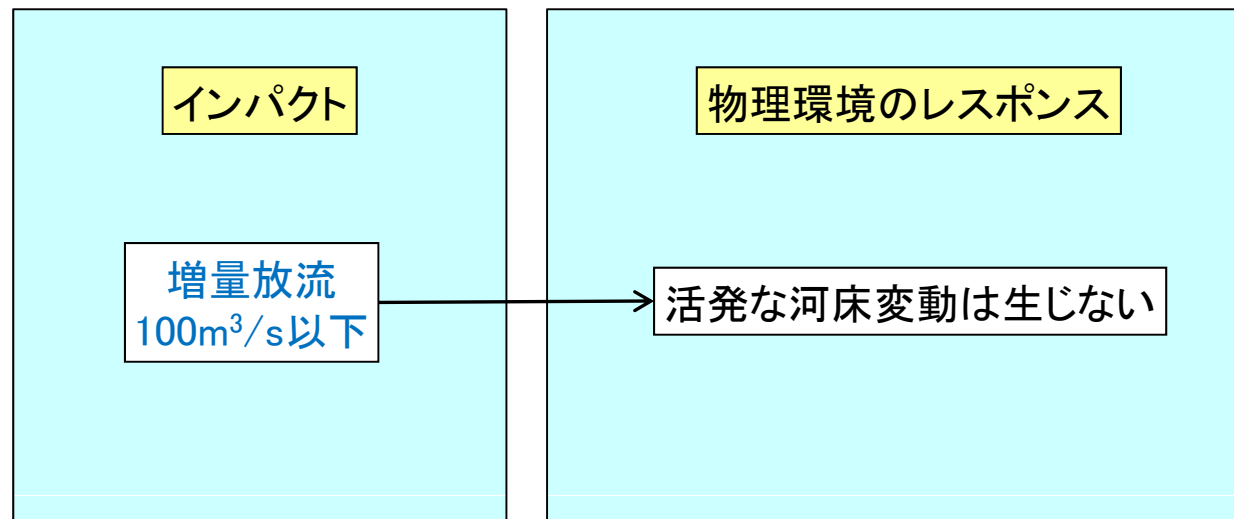 インパクト
物理環境のレスポンス
増量放流
100m³/s以下
活発な河床変動は生じない